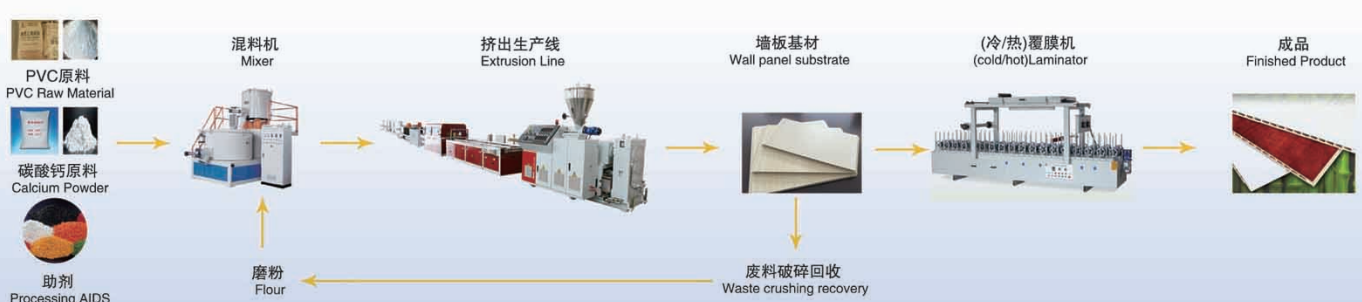 PVC原料
PVC Raw Material
碳酸钙原料
Calcium Powder
助剂
Processing AIDS
混料机
Mixer
挤出生产线
Extrusion Line
墙板基材
Wall panel substrate
(冷/热)覆膜机
(cold/hot)Laminator
成品
Finished Product
磨粉
Flour
废料破碎回收
Waste crushing recovery